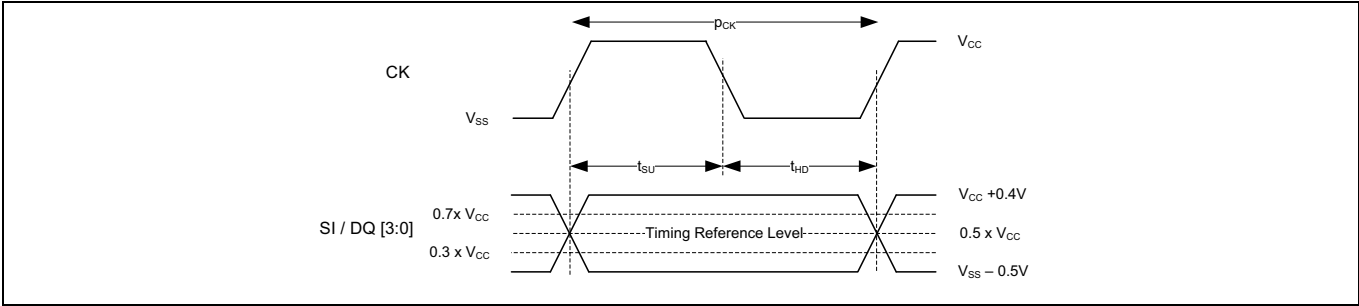 pCK
VCC
CK
VSS
tSU
tHD
VCC +0.4V
0.7x VCC
SI / DQ [3:0]
Timing Reference Level
0.5 x VCC
0.3 x VCC
VSS – 0.5V